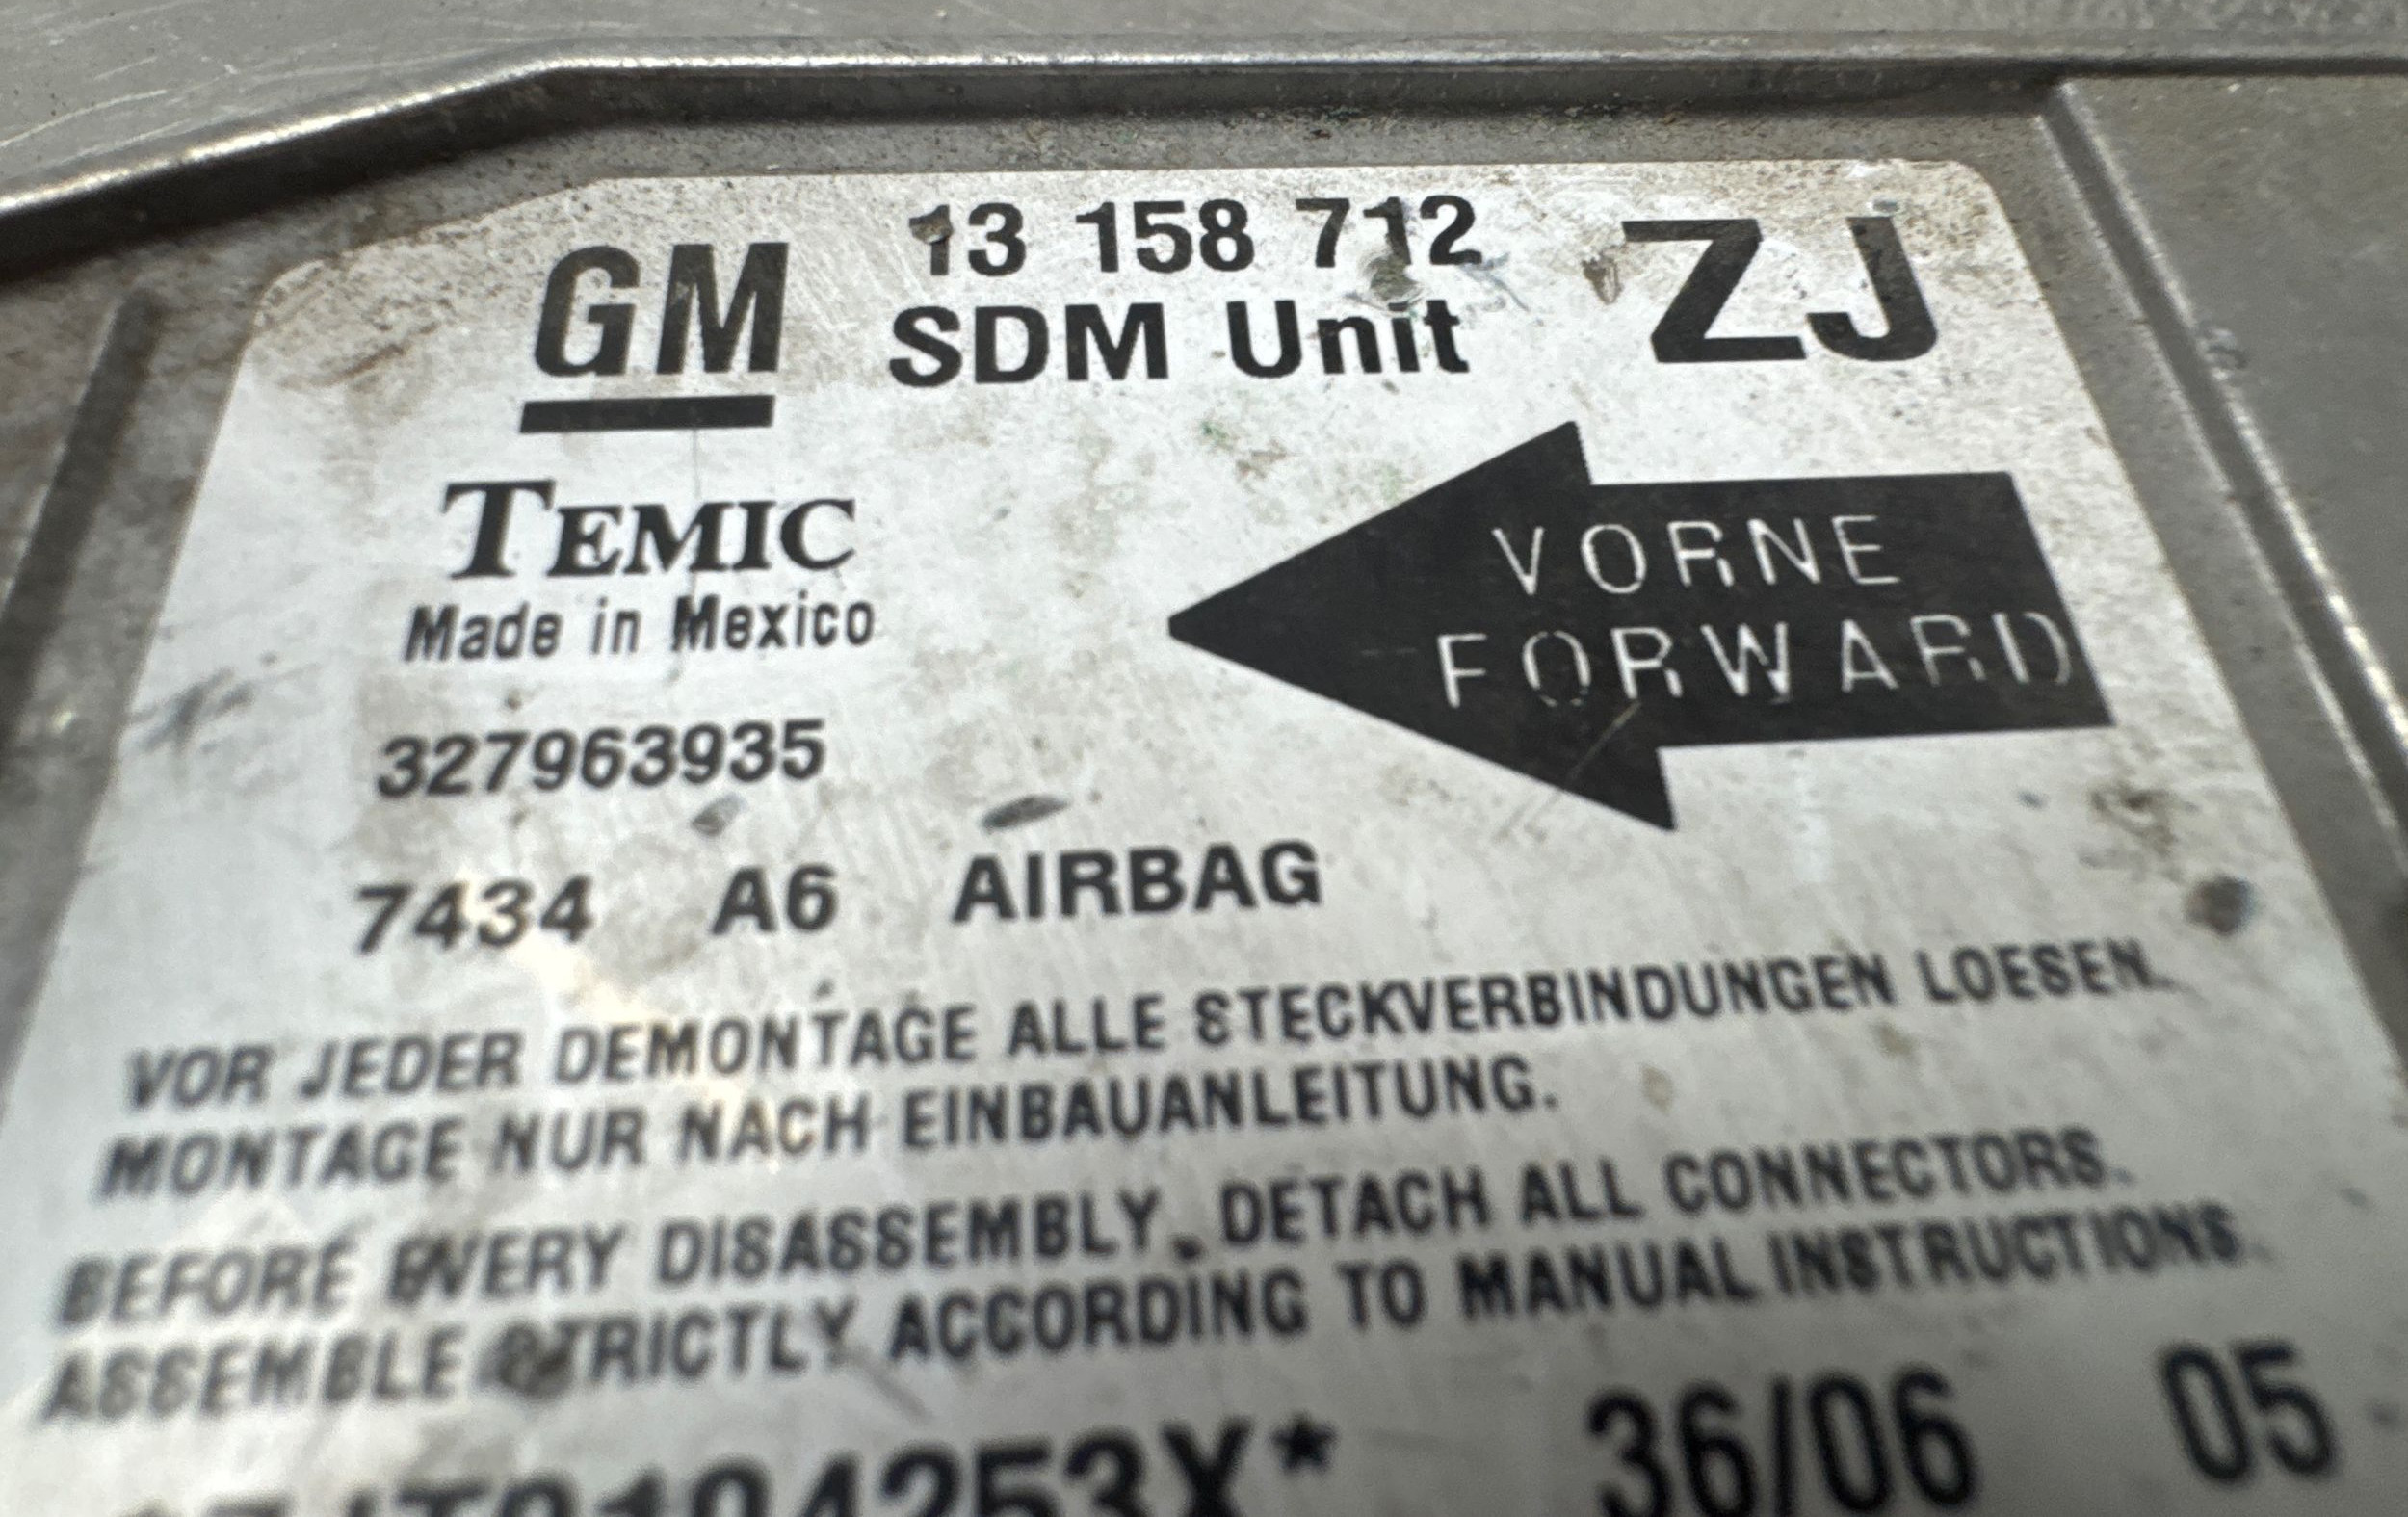 GM 13 158 712 ZJ
SDM Unit
TEMIC
Made in Mexico
VORNE
FORWARD
327963935
7434 A6 AIRBAG
VOR JEDER DEMONTAGE ALLE STECKVERBINDUNGEN LOESEN.
MONTAGE NUR NACH EINBAUANLEITUNG.
BEFORE EVERY DISASSEMBLY, DETACH ALL CONNECTORS.
ASSEMBLE STRICTLY ACCORDING TO MANUAL INSTRUCTIONS.
36/06 05